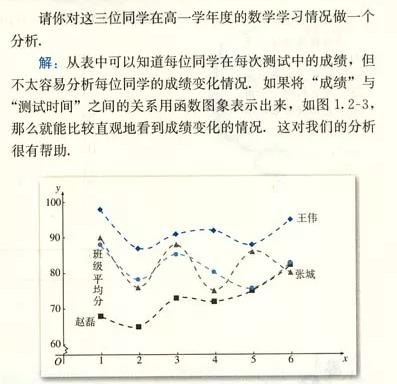 请你对这三位同学在高一学年度的数学学习情况做一个
分析.
解：从表中可以知道每位同学在每次测试中的成绩，但
不太容易分析每位同学的成绩变化情况. 如果将“成绩”与
“测试时间”之间的关系用函数图象表示出来，如图 1.2-3，
那么就能比较直观地看到成绩变化的情况. 这对我们的分析
很有帮助.
y
100
王伟
90
班级平均分
80
张城
70
赵磊
60
O 1 2 3 4 5 6 x